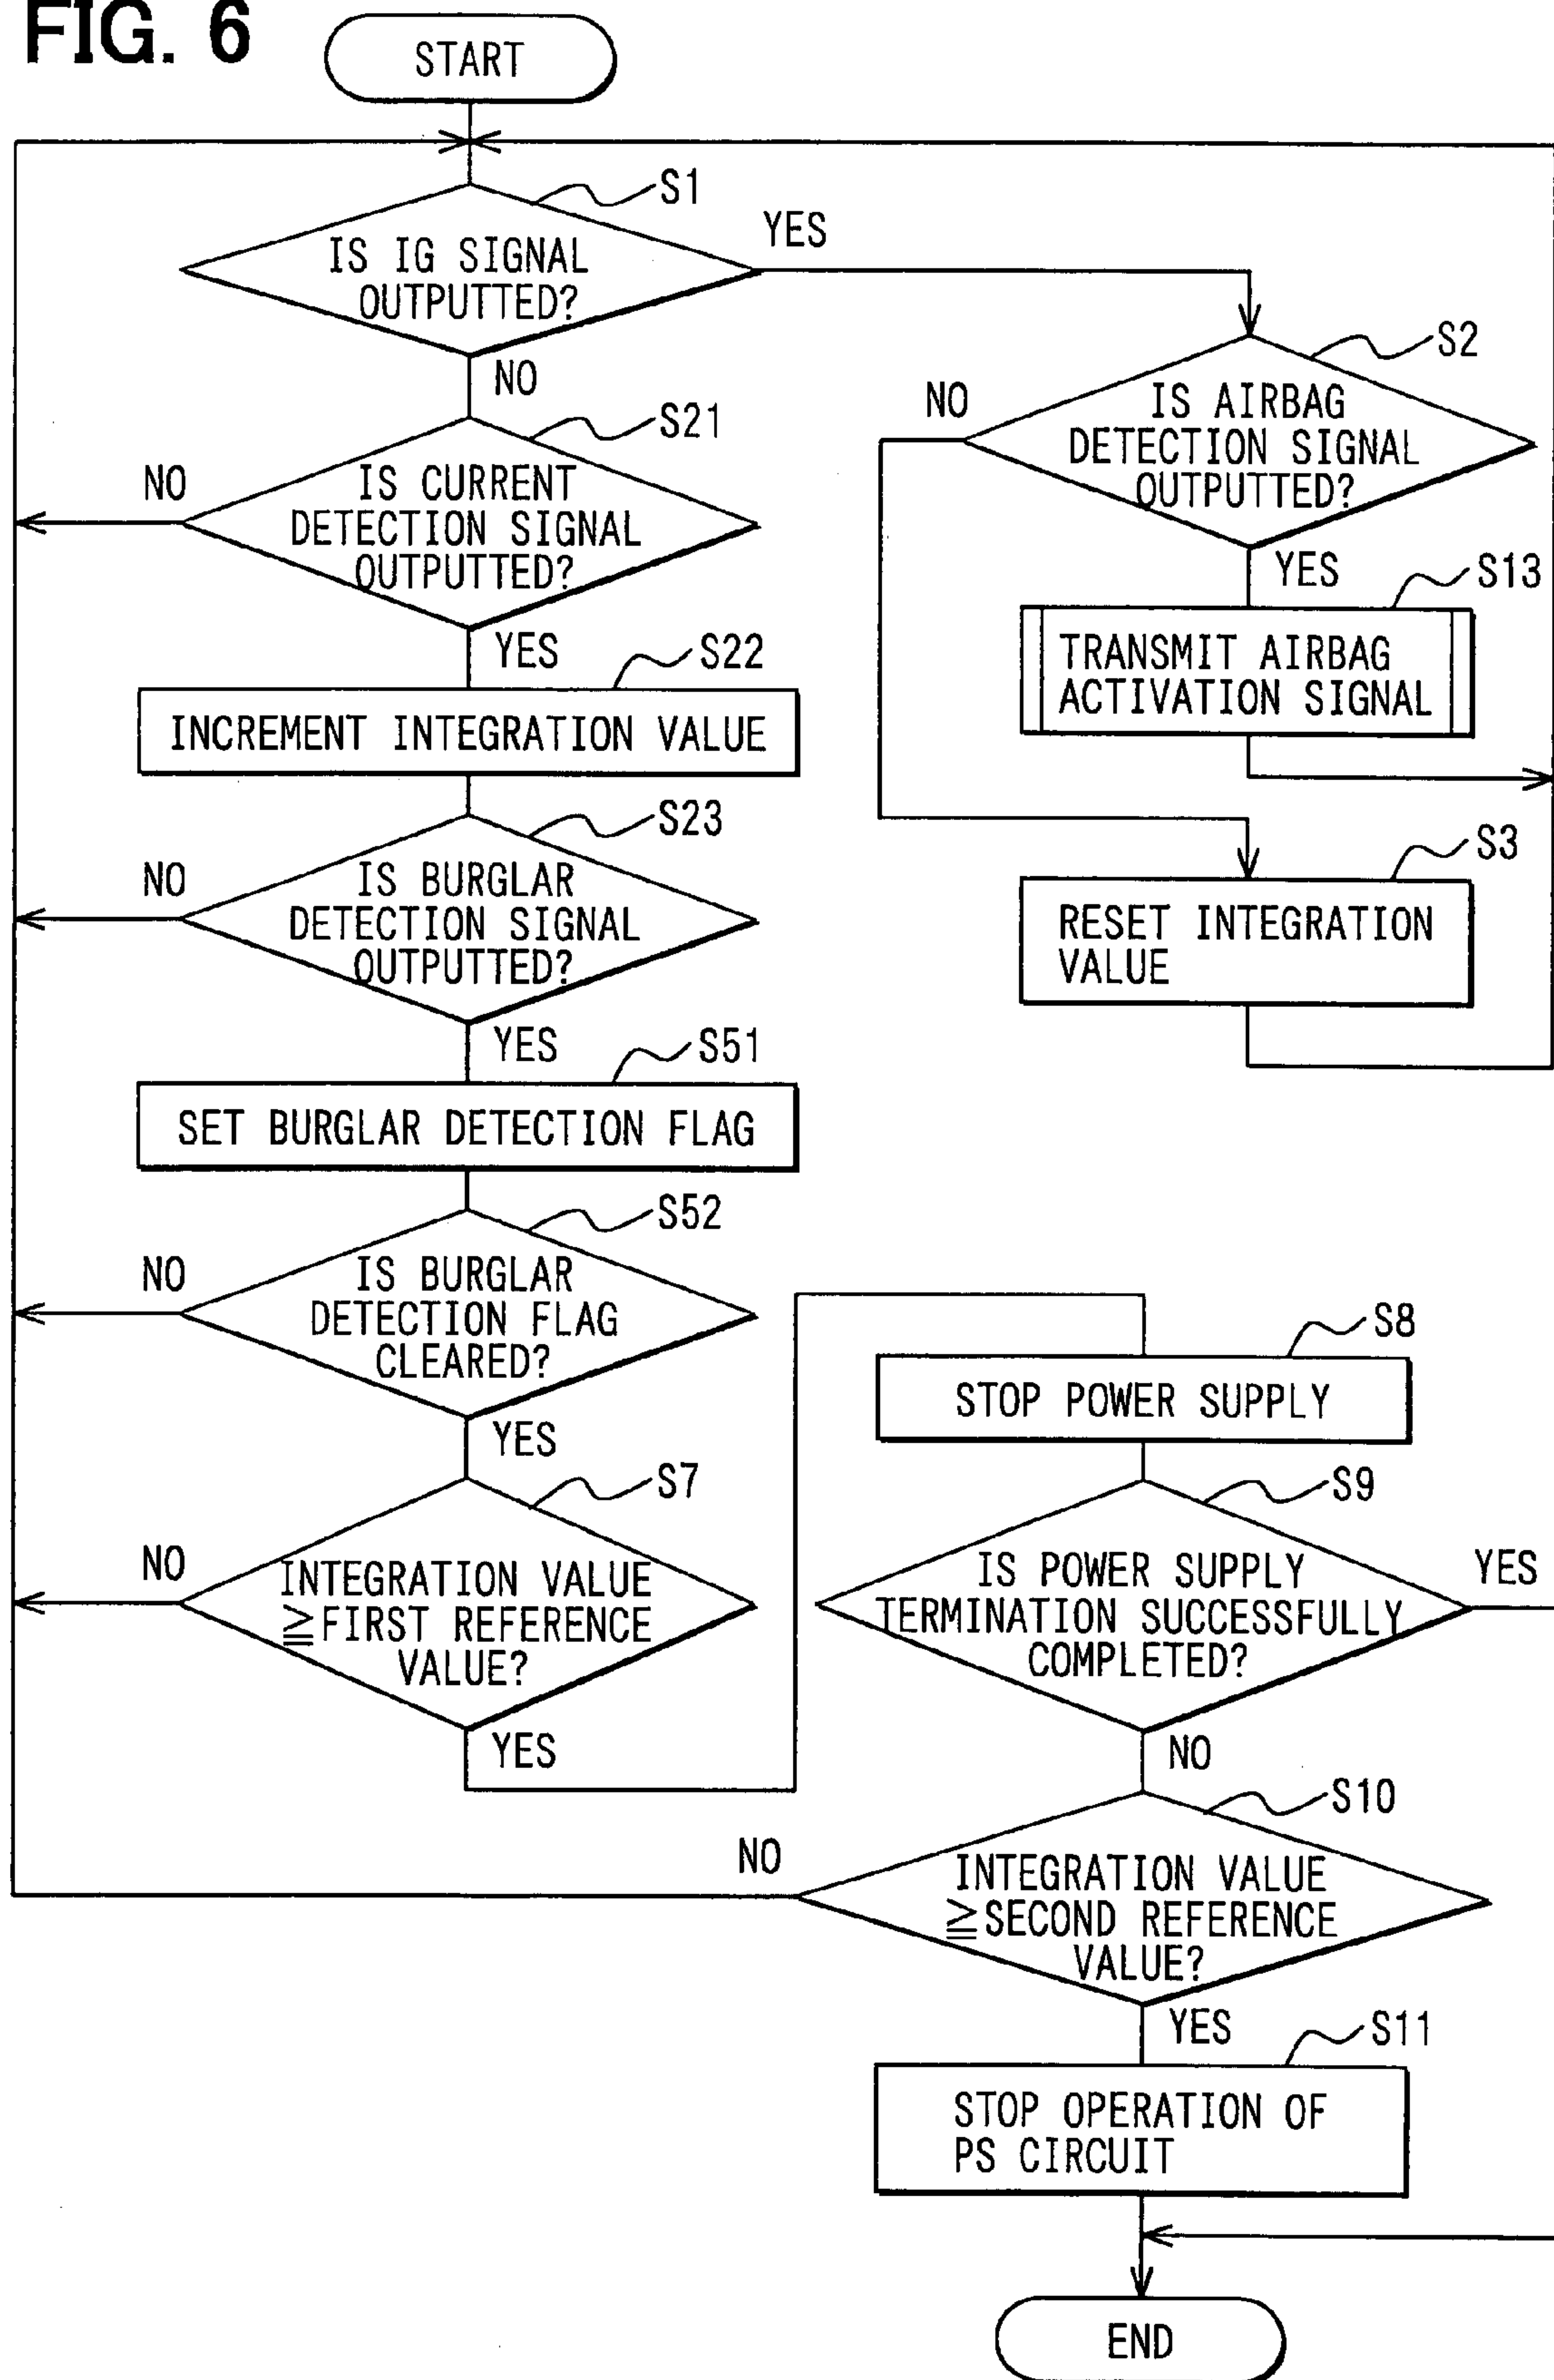 FIG. 6
START
S1
IS IG SIGNAL
OUTPUTTED?
YES
NO
S2
IS AIRBAG
DETECTION SIGNAL
OUTPUTTED?
NO
YES
S13
TRANSMIT AIRBAG
ACTIVATION SIGNAL
S3
RESET INTEGRATION
VALUE
S21
IS CURRENT
DETECTION SIGNAL
OUTPUTTED?
NO
YES
S22
INCREMENT INTEGRATION VALUE
S23
IS BURGLAR
DETECTION SIGNAL
OUTPUTTED?
NO
YES
S51
SET BURGLAR DETECTION FLAG
S52
IS BURGLAR
DETECTION FLAG
CLEARED?
NO
YES
S7
INTEGRATION VALUE
≧FIRST REFERENCE
VALUE?
NO
YES
S8
STOP POWER SUPPLY
S9
IS POWER SUPPLY
TERMINATION SUCCESSFULLY
COMPLETED?
YES
NO
S10
INTEGRATION VALUE
≧SECOND REFERENCE
VALUE?
NO
YES
S11
STOP OPERATION OF
PS CIRCUIT
END